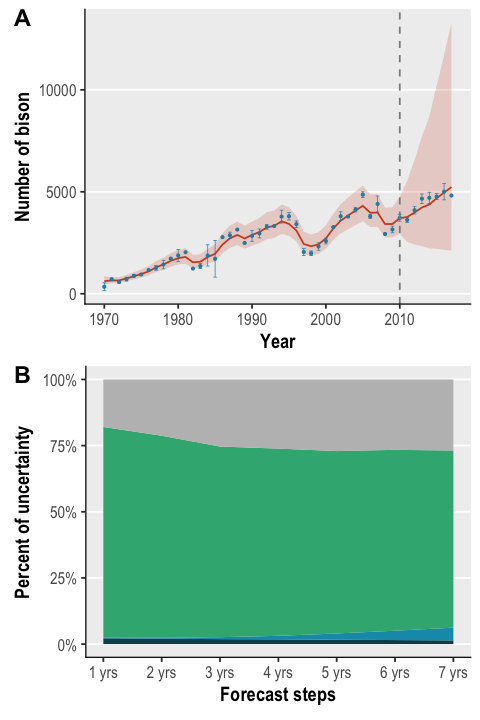 A
Number of bison
10000
5000
0
1970 1980 1990 2000 2010
Year
B
Percent of uncertainty
100%
75%
50%
25%
0%
1 yrs 2 yrs 3 yrs 4 yrs 5 yrs 6 yrs 7 yrs
Forecast steps